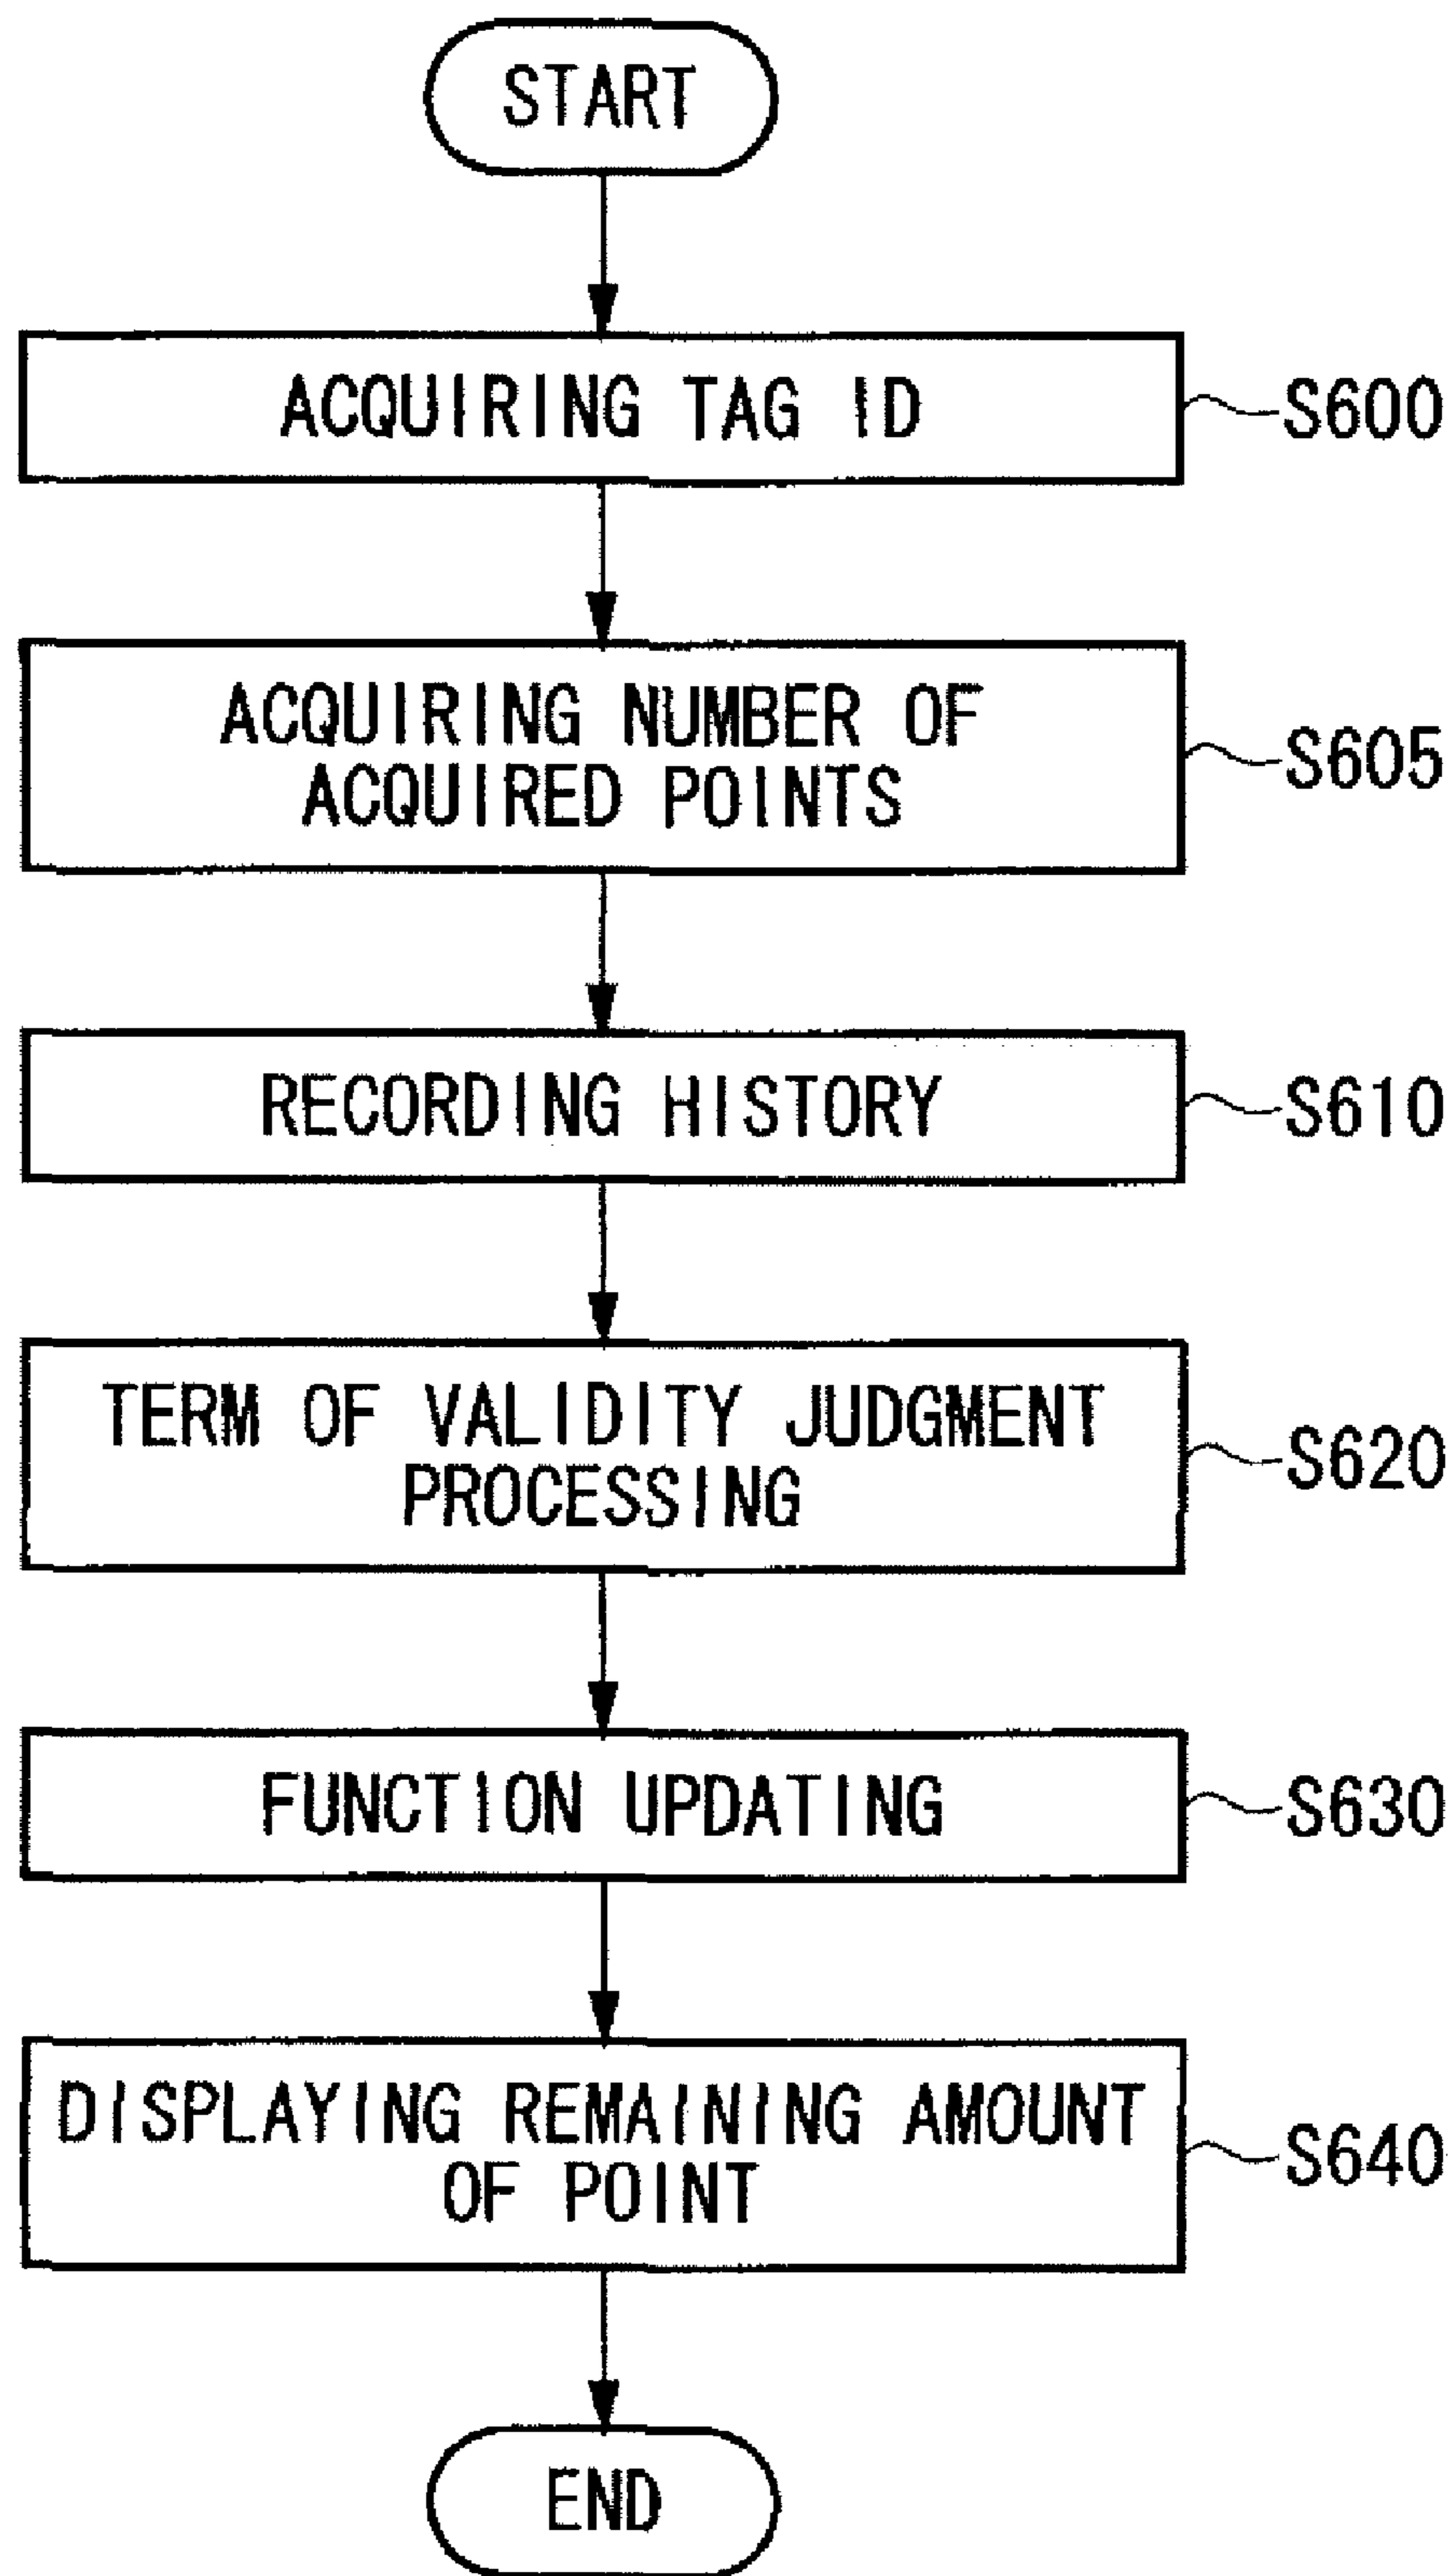 START
ACQUIRING TAG ID
S600
ACQUIRING NUMBER OF
ACQUIRED POINTS
S605
RECORDING HISTORY
S610
TERM OF VALIDITY JUDGMENT
PROCESSING
S620
FUNCTION UPDATING
S630
DISPLAYING REMAINING AMOUNT
OF POINT
S640
END